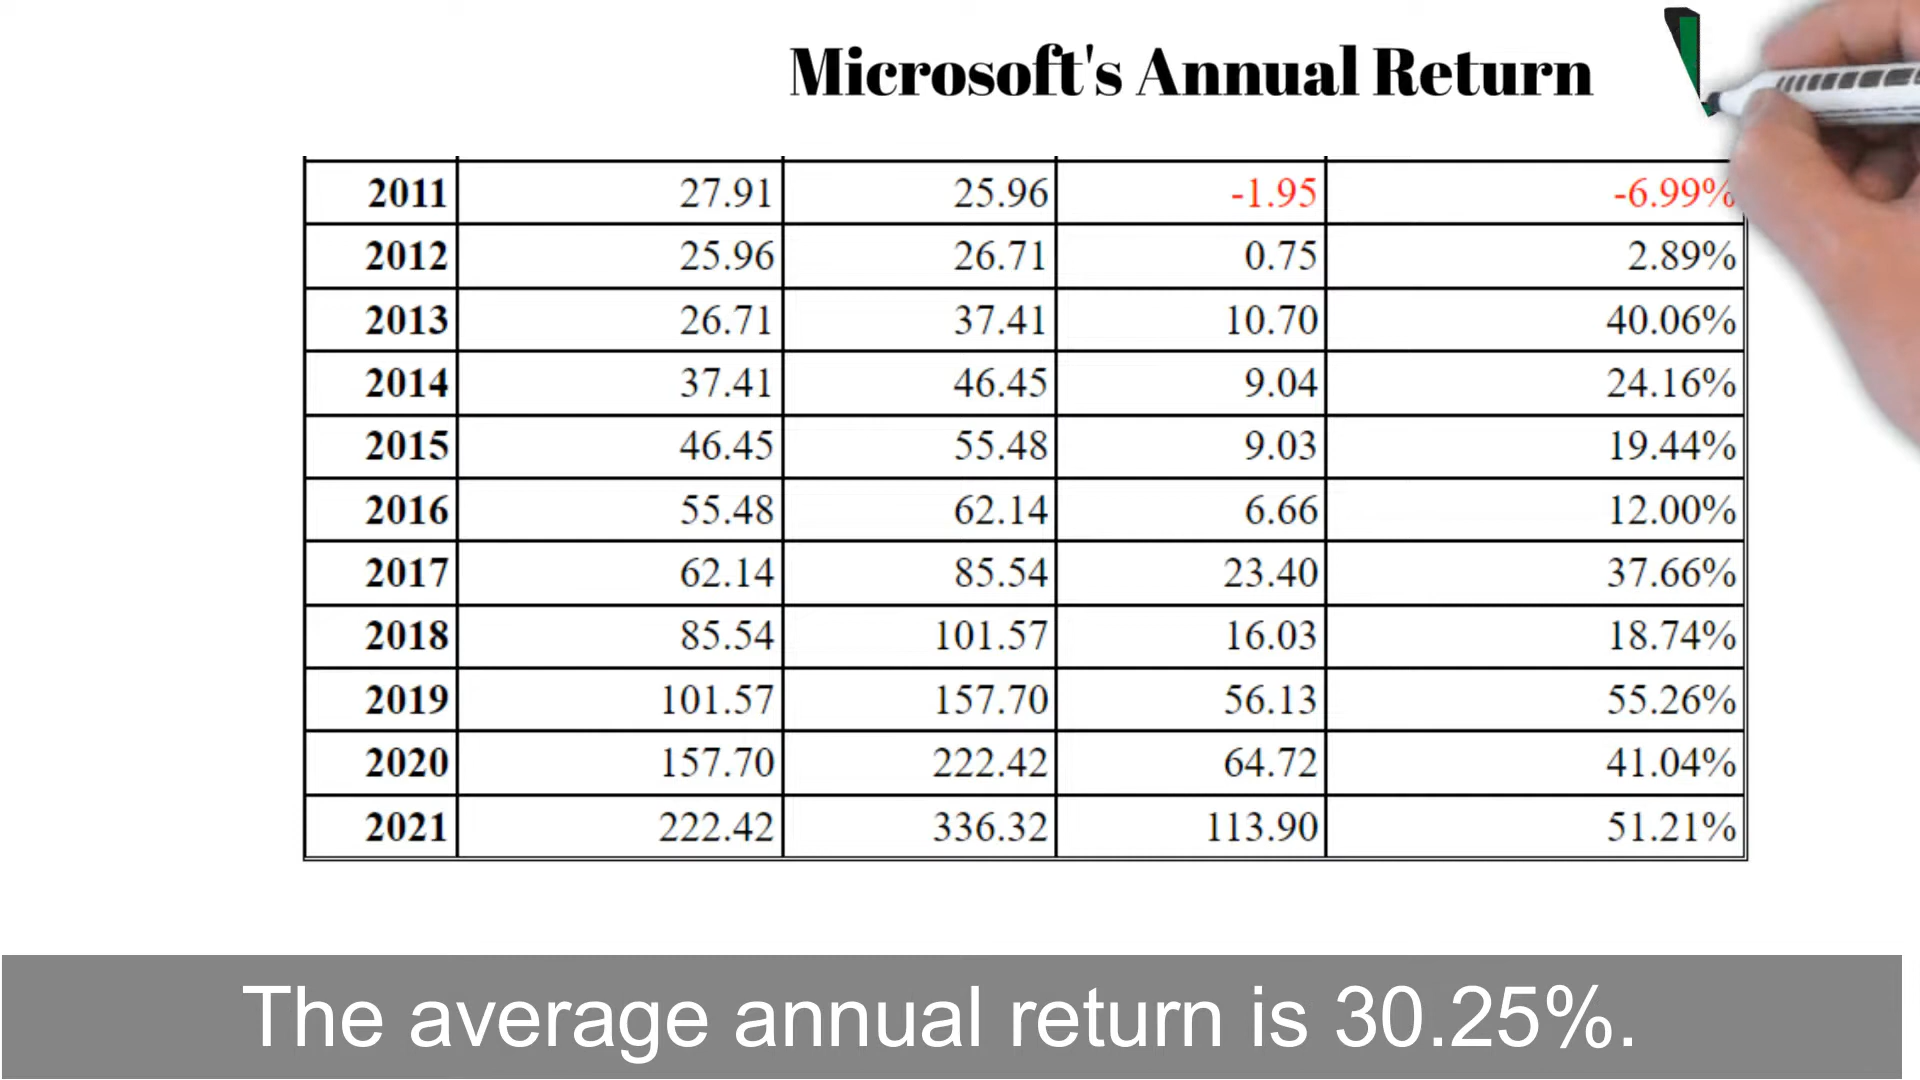 Microsoft's Annual Return
2011 27.91 25.96 -1.95 -6.99%
2012 25.96 26.71 0.75 2.89%
2013 26.71 37.41 10.70 40.06%
2014 37.41 46.45 9.04 24.16%
2015 46.45 55.48 9.03 19.44%
2016 55.48 62.14 6.66 12.00%
2017 62.14 85.54 23.40 37.66%
2018 85.54 101.57 16.03 18.74%
2019 101.57 157.70 56.13 55.26%
2020 157.70 222.42 64.72 41.04%
2021 222.42 336.32 113.90 51.21%
The average annual return is 30.25%.